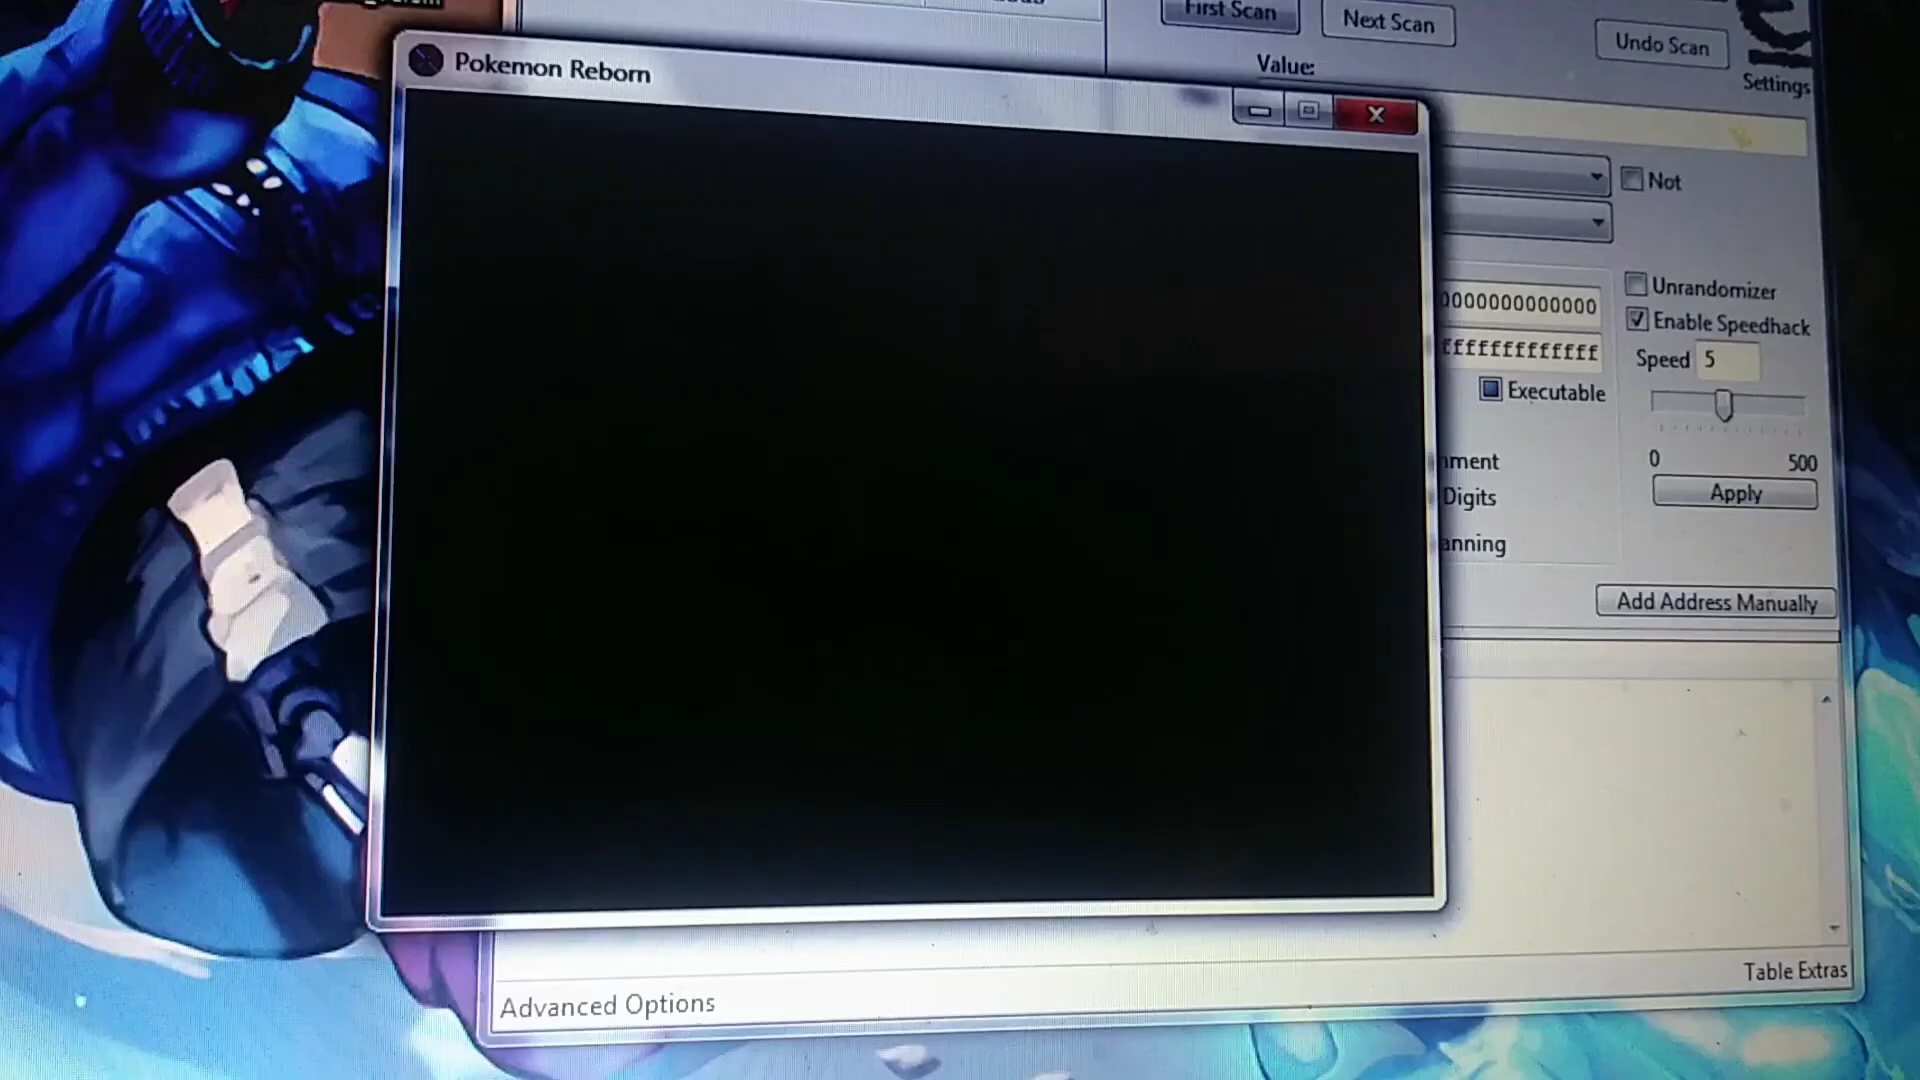 First Scan
Next Scan
Undo Scan
Settings
Value:
Pokemon Reborn
Not
0000000000000
Unrandomizer
Enable Speedhack
fffffffffffff
Speed 5
Executable
0 500
Apply
Digits
Add Address Manually
Table Extras
Advanced Options